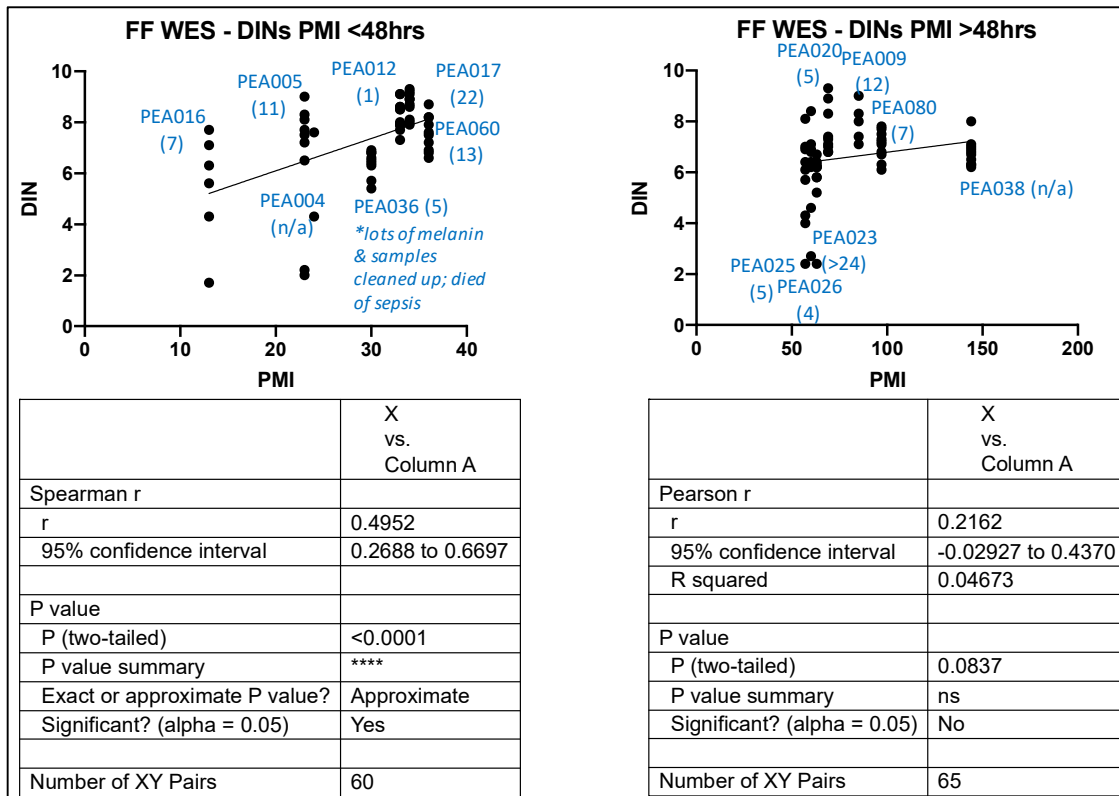 FF WES - DINs PMI <48hrs
10
8
6
4
2
0
DIN
0
10
20
30
40
PMI
PEA016
(7)
PEA005
(11)
PEA012
(1)
PEA017
(22)
PEA060
(13)
PEA004
(n/a)
PEA036 (5)
*lots of melanin
& samples
cleaned up; died
of sepsis
X
vs.
Column A
Spearman r
r 0.4952
95% confidence interval 0.2688 to 0.6697
P value
P (two-tailed) <0.0001
P value summary ****
Exact or approximate P value? Approximate
Significant? (alpha = 0.05) Yes
Number of XY Pairs 60
FF WES - DINs PMI >48hrs
10
8
6
4
2
0
DIN
0
50
100
150
200
PMI
PEA020
(5)
PEA009
(12)
PEA080
(7)
PEA038 (n/a)
PEA023
(>24)
PEA025
(5)
PEA026
(4)
X
vs.
Column A
Pearson r
r 0.2162
95% confidence interval -0.02927 to 0.4370
R squared 0.04673
P value
P (two-tailed) 0.0837
P value summary ns
Significant? (alpha = 0.05) No
Number of XY Pairs 65